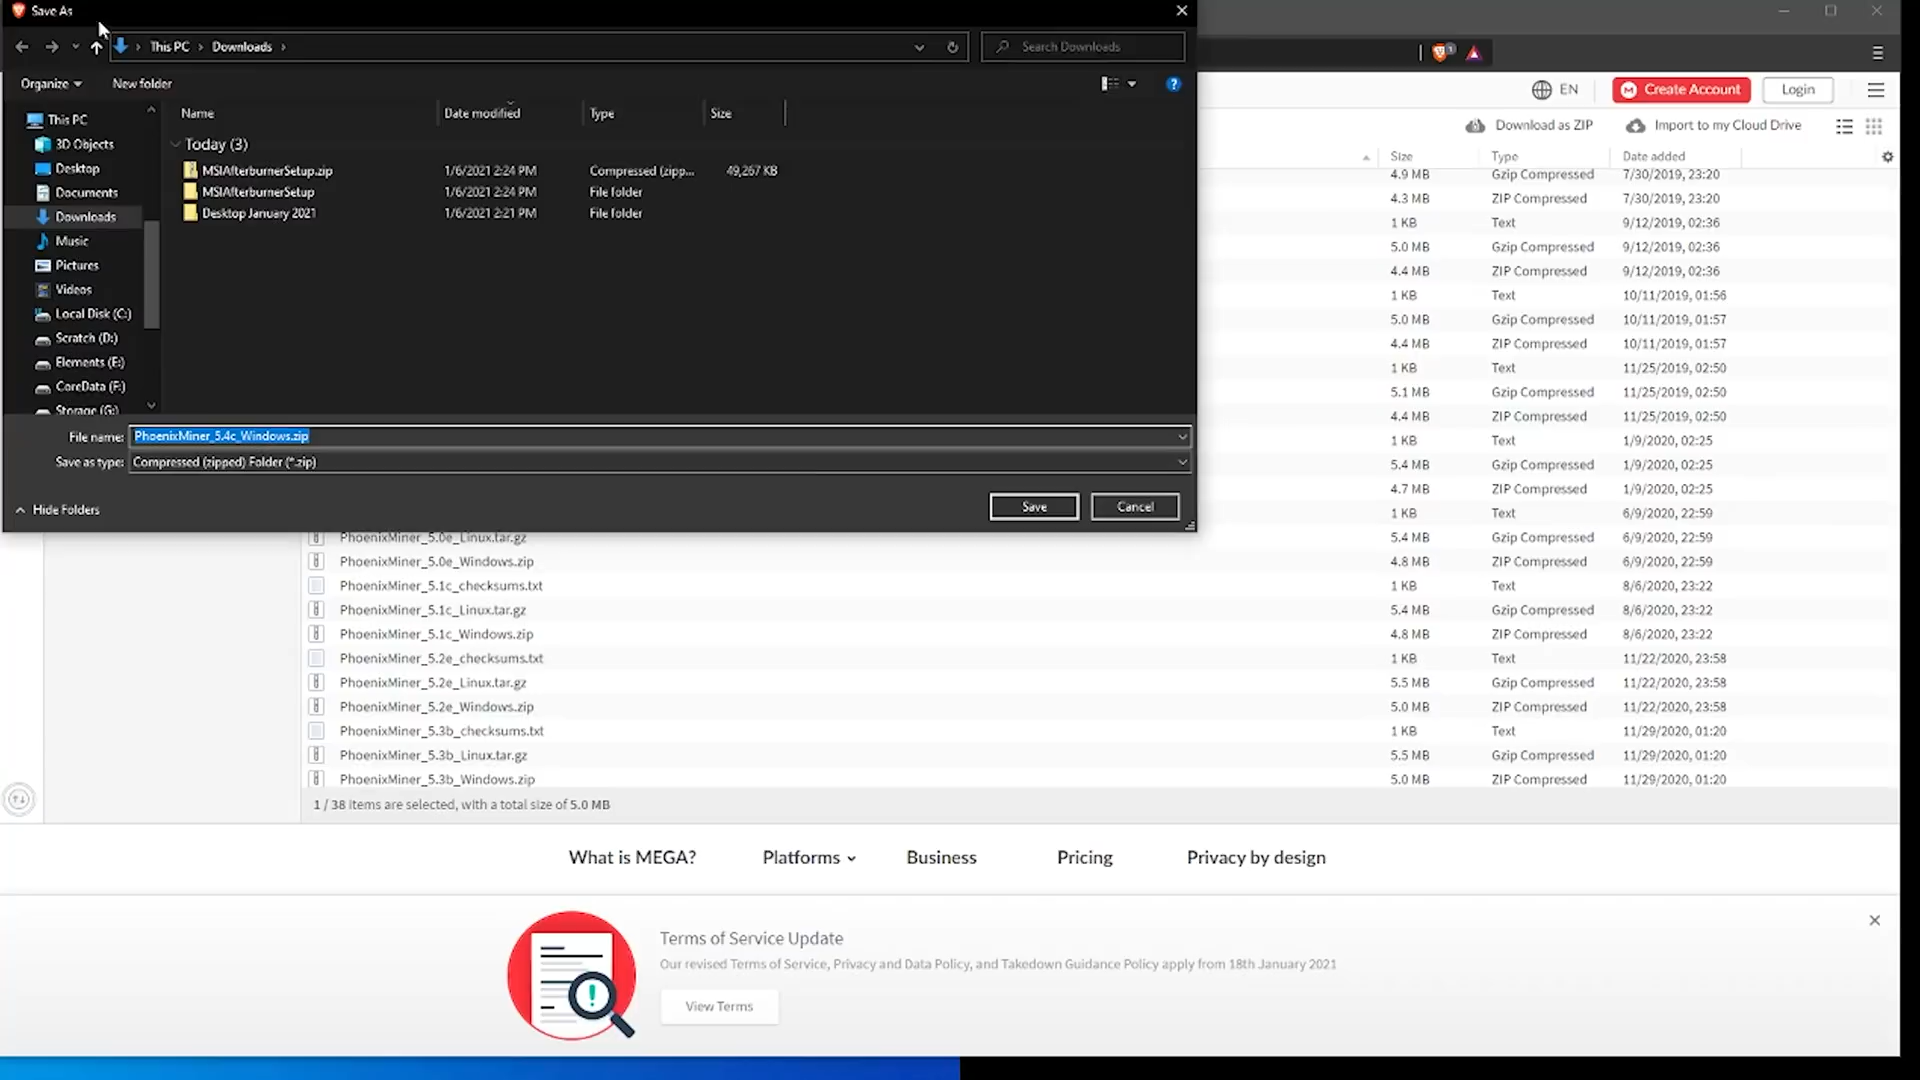 Save As
This PC > Downloads >
Search Downloads
Organize
New folder
Name Date modified Type Size
This PC
3D Objects
Desktop
Documents
Downloads
Music
Pictures
Videos
Local Disk (C:)
Scratch (D:)
Elements (E:)
CoreData (F:)
Storage (G:)
Today (3)
MSIAfterburnerSetup.zip 1/6/2021 2:24 PM Compressed (zipp... 49,267 KB
MSIAfterburnerSetup 1/6/2021 2:24 PM File folder
Desktop January 2021 1/6/2021 2:21 PM File folder
File name: PhoenixMiner_5.4c_Windows.zip
Save as type: Compressed (zipped) Folder (*.zip)
Hide Folders
Save
Cancel
EN
Create Account
Login
Download as ZIP
Import to my Cloud Drive
Size Type Date added
4.9 MB Gzip Compressed 7/30/2019, 23:20
4.3 MB ZIP Compressed 7/30/2019, 23:20
1 KB Text 9/12/2019, 02:36
5.0 MB Gzip Compressed 9/12/2019, 02:36
4.4 MB ZIP Compressed 9/12/2019, 02:36
1 KB Text 10/11/2019, 01:56
5.0 MB Gzip Compressed 10/11/2019, 01:57
4.4 MB ZIP Compressed 10/11/2019, 01:57
1 KB Text 11/25/2019, 02:50
5.1 MB Gzip Compressed 11/25/2019, 02:50
4.4 MB ZIP Compressed 11/25/2019, 02:50
1 KB Text 1/9/2020, 02:25
5.4 MB Gzip Compressed 1/9/2020, 02:25
4.7 MB ZIP Compressed 1/9/2020, 02:25
1 KB Text 6/9/2020, 22:59
PhoenixMiner_5.0e_Linux.tar.gz 5.4 MB Gzip Compressed 6/9/2020, 22:59
PhoenixMiner_5.0e_Windows.zip 4.8 MB ZIP Compressed 6/9/2020, 22:59
PhoenixMiner_5.1c_checksums.txt 1 KB Text 8/6/2020, 23:22
PhoenixMiner_5.1c_Linux.tar.gz 5.4 MB Gzip Compressed 8/6/2020, 23:22
PhoenixMiner_5.1c_Windows.zip 4.8 MB ZIP Compressed 8/6/2020, 23:22
PhoenixMiner_5.2e_checksums.txt 1 KB Text 11/22/2020, 23:58
PhoenixMiner_5.2e_Linux.tar.gz 5.5 MB Gzip Compressed 11/22/2020, 23:58
PhoenixMiner_5.2e_Windows.zip 5.0 MB ZIP Compressed 11/22/2020, 23:58
PhoenixMiner_5.3b_checksums.txt 1 KB Text 11/29/2020, 01:20
PhoenixMiner_5.3b_Linux.tar.gz 5.5 MB Gzip Compressed 11/29/2020, 01:20
PhoenixMiner_5.3b_Windows.zip 5.0 MB ZIP Compressed 11/29/2020, 01:20
1 / 38 items are selected, with a total size of 5.0 MB
What is MEGA? Platforms Business Pricing Privacy by design
Terms of Service Update
Our revised Terms of Service, Privacy and Data Policy, and Takedown Guidance Policy apply from 18th January 2021
View Terms